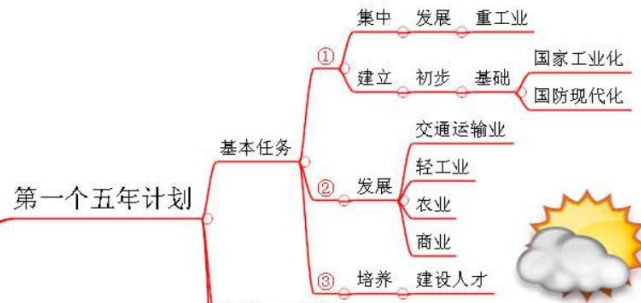 第一个五年计划
基本任务
①
集中 发展 重工业
建立 初步 基础
国家工业化
国防现代化
②
发展
交通运输业
轻工业
农业
商业
③
培养 建设人才